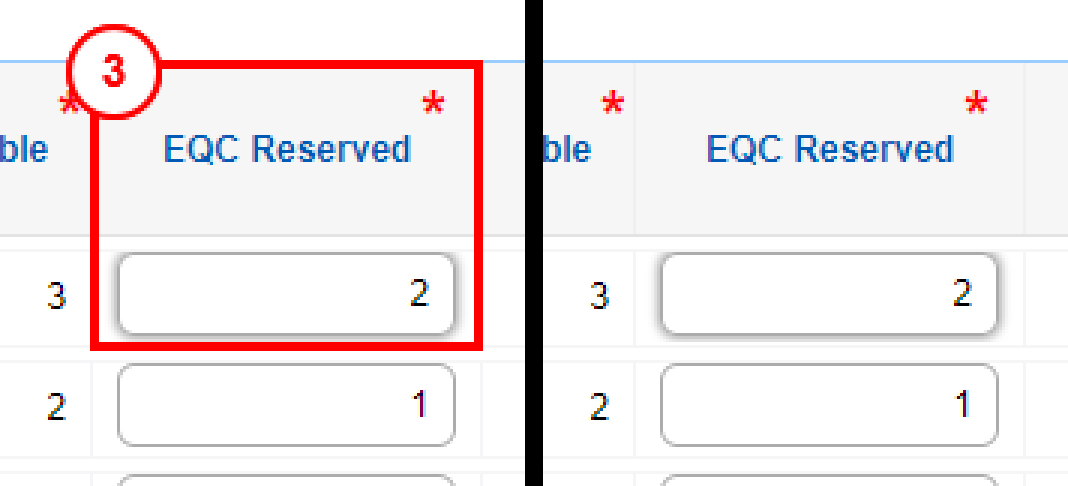 3
* * * *
ble EQC Reserved ble EQC Reserved
3 2 3 2
2 1 2 1